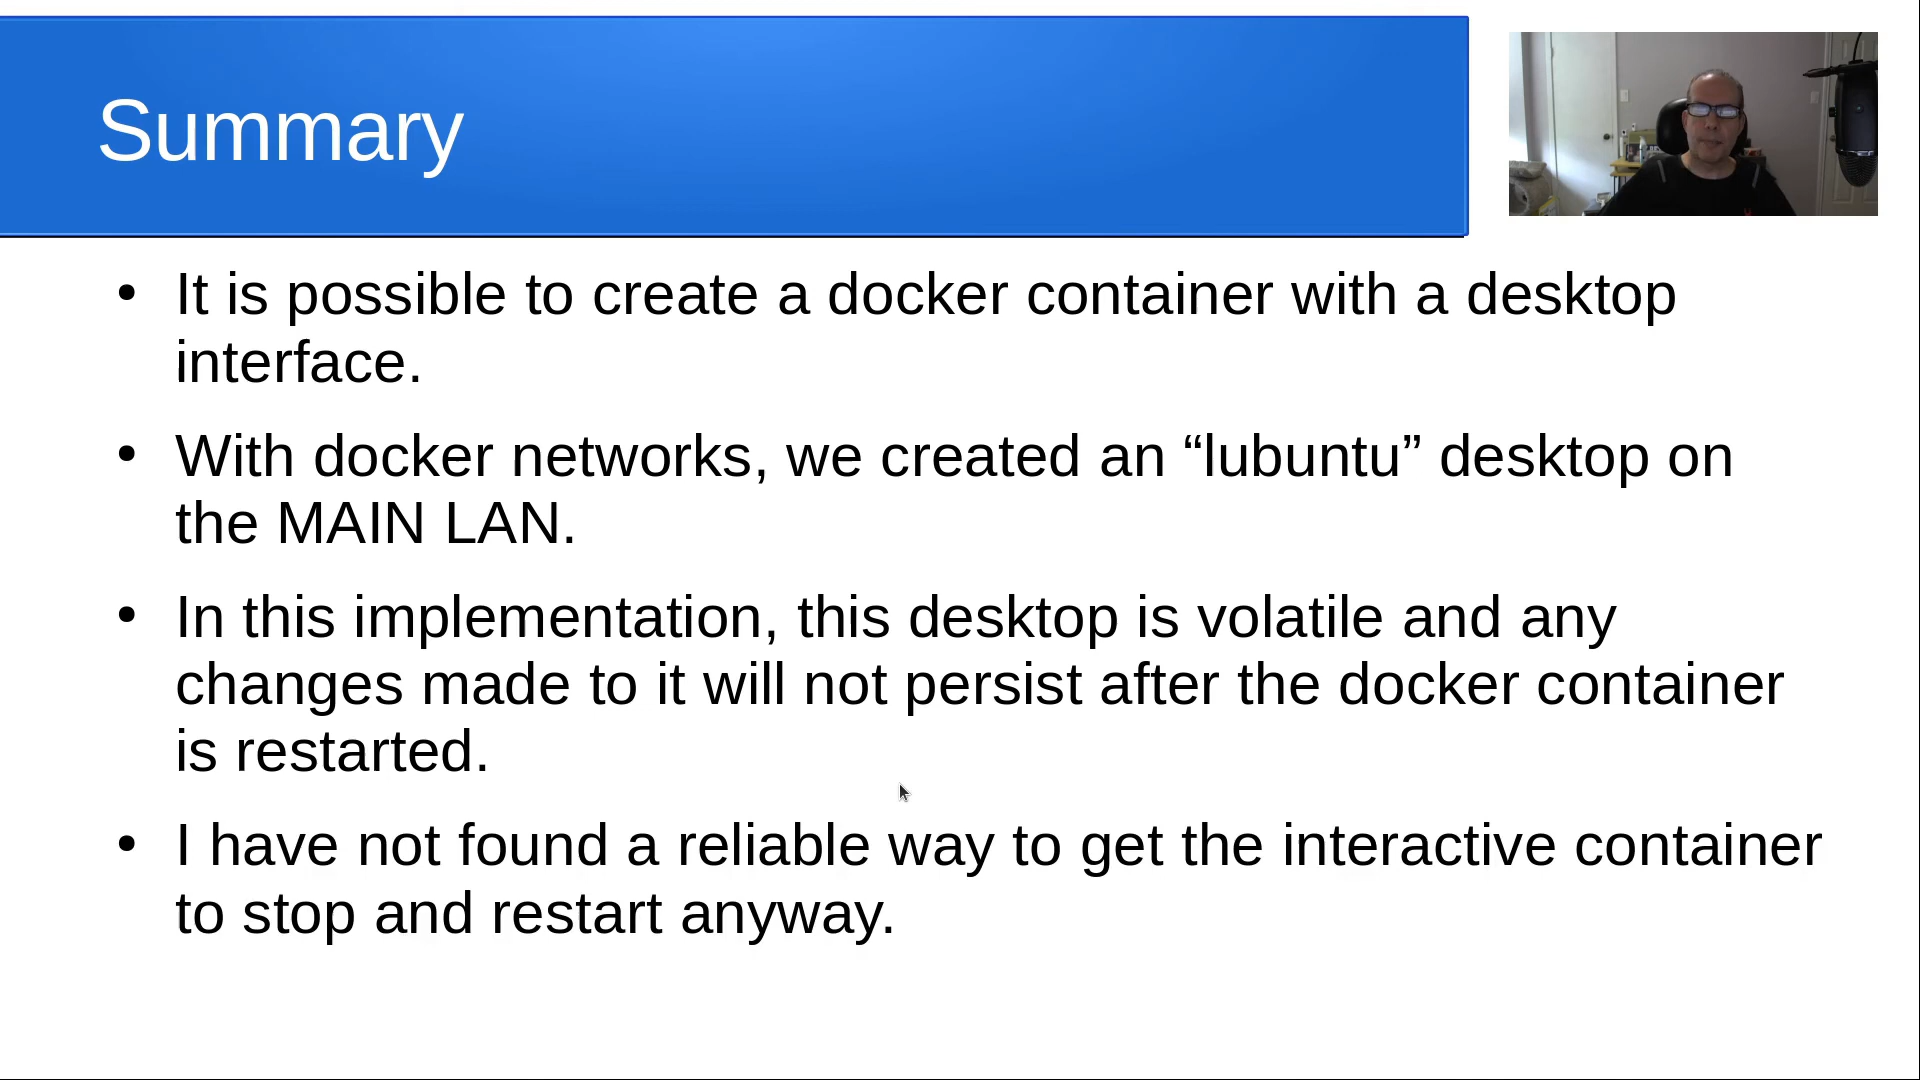 Summary
• It is possible to create a docker container with a desktop
interface.
• With docker networks, we created an “lubuntu” desktop on
the MAIN LAN.
• In this implementation, this desktop is volatile and any
changes made to it will not persist after the docker container
is restarted.
• I have not found a reliable way to get the interactive container
to stop and restart anyway.